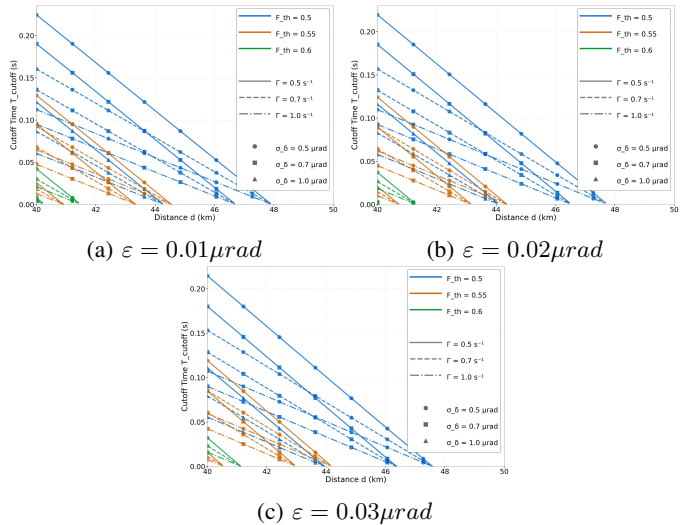 F_th = 0.5
F_th = 0.55
F_th = 0.6
Γ = 0.5 s⁻¹
Γ = 0.7 s⁻¹
Γ = 1.0 s⁻¹
σ_δ = 0.5 μrad
σ_δ = 0.7 μrad
σ_δ = 1.0 μrad
Cutoff Time T_cutoff (s)
0.20
0.15
0.10
0.05
0.00
40
42
44
46
48
50
Distance d (km)
(a) ε = 0.01μrad
F_th = 0.5
F_th = 0.55
F_th = 0.6
Γ = 0.5 s⁻¹
Γ = 0.7 s⁻¹
Γ = 1.0 s⁻¹
σ_δ = 0.5 μrad
σ_δ = 0.7 μrad
σ_δ = 1.0 μrad
Cutoff Time T_cutoff (s)
0.20
0.15
0.10
0.05
0.00
40
42
44
46
48
50
Distance d (km)
(b) ε = 0.02μrad
F_th = 0.5
F_th = 0.55
F_th = 0.6
Γ = 0.5 s⁻¹
Γ = 0.7 s⁻¹
Γ = 1.0 s⁻¹
σ_δ = 0.5 μrad
σ_δ = 0.7 μrad
σ_δ = 1.0 μrad
Cutoff Time T_cutoff (s)
0.20
0.15
0.10
0.05
0.00
40
42
44
46
48
50
Distance d (km)
(c) ε = 0.03μrad